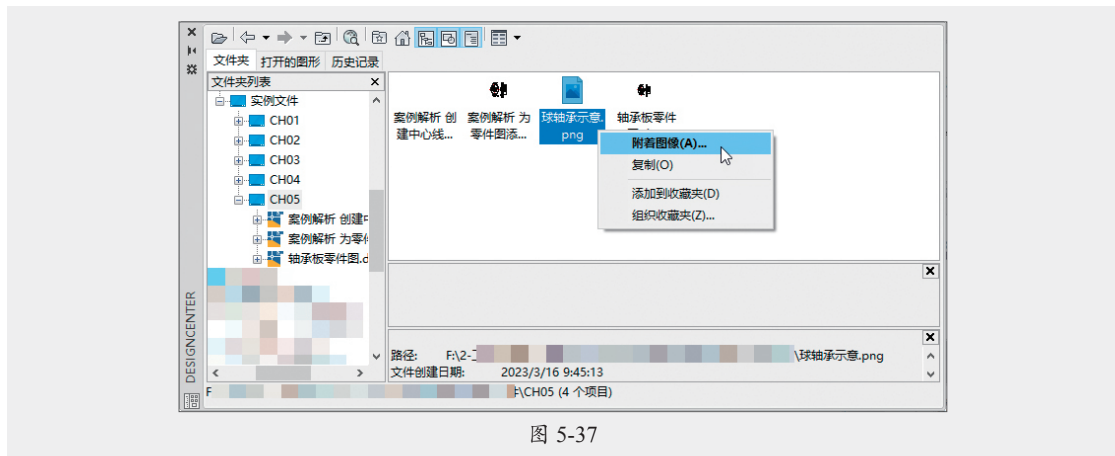 文件夹 打开的图形 历史记录
文件夹列表
实例文件
CH01
CH02
CH03
CH04
CH05
案例解析 创建中
案例解析 为零件
轴承板零件图.d
案例解析 创
建中心线...
案例解析 为
零件图添...
球轴承示意.
png
轴承板零件
附着图像(A)...
复制(O)
添加到收藏夹(D)
组织收藏夹(Z)...
DESIGNCENTER
路径: F:\2- \球轴承示意.png
文件创建日期: 2023/3/16 9:45:13
F \CH05 (4 个项目)
图 5-37